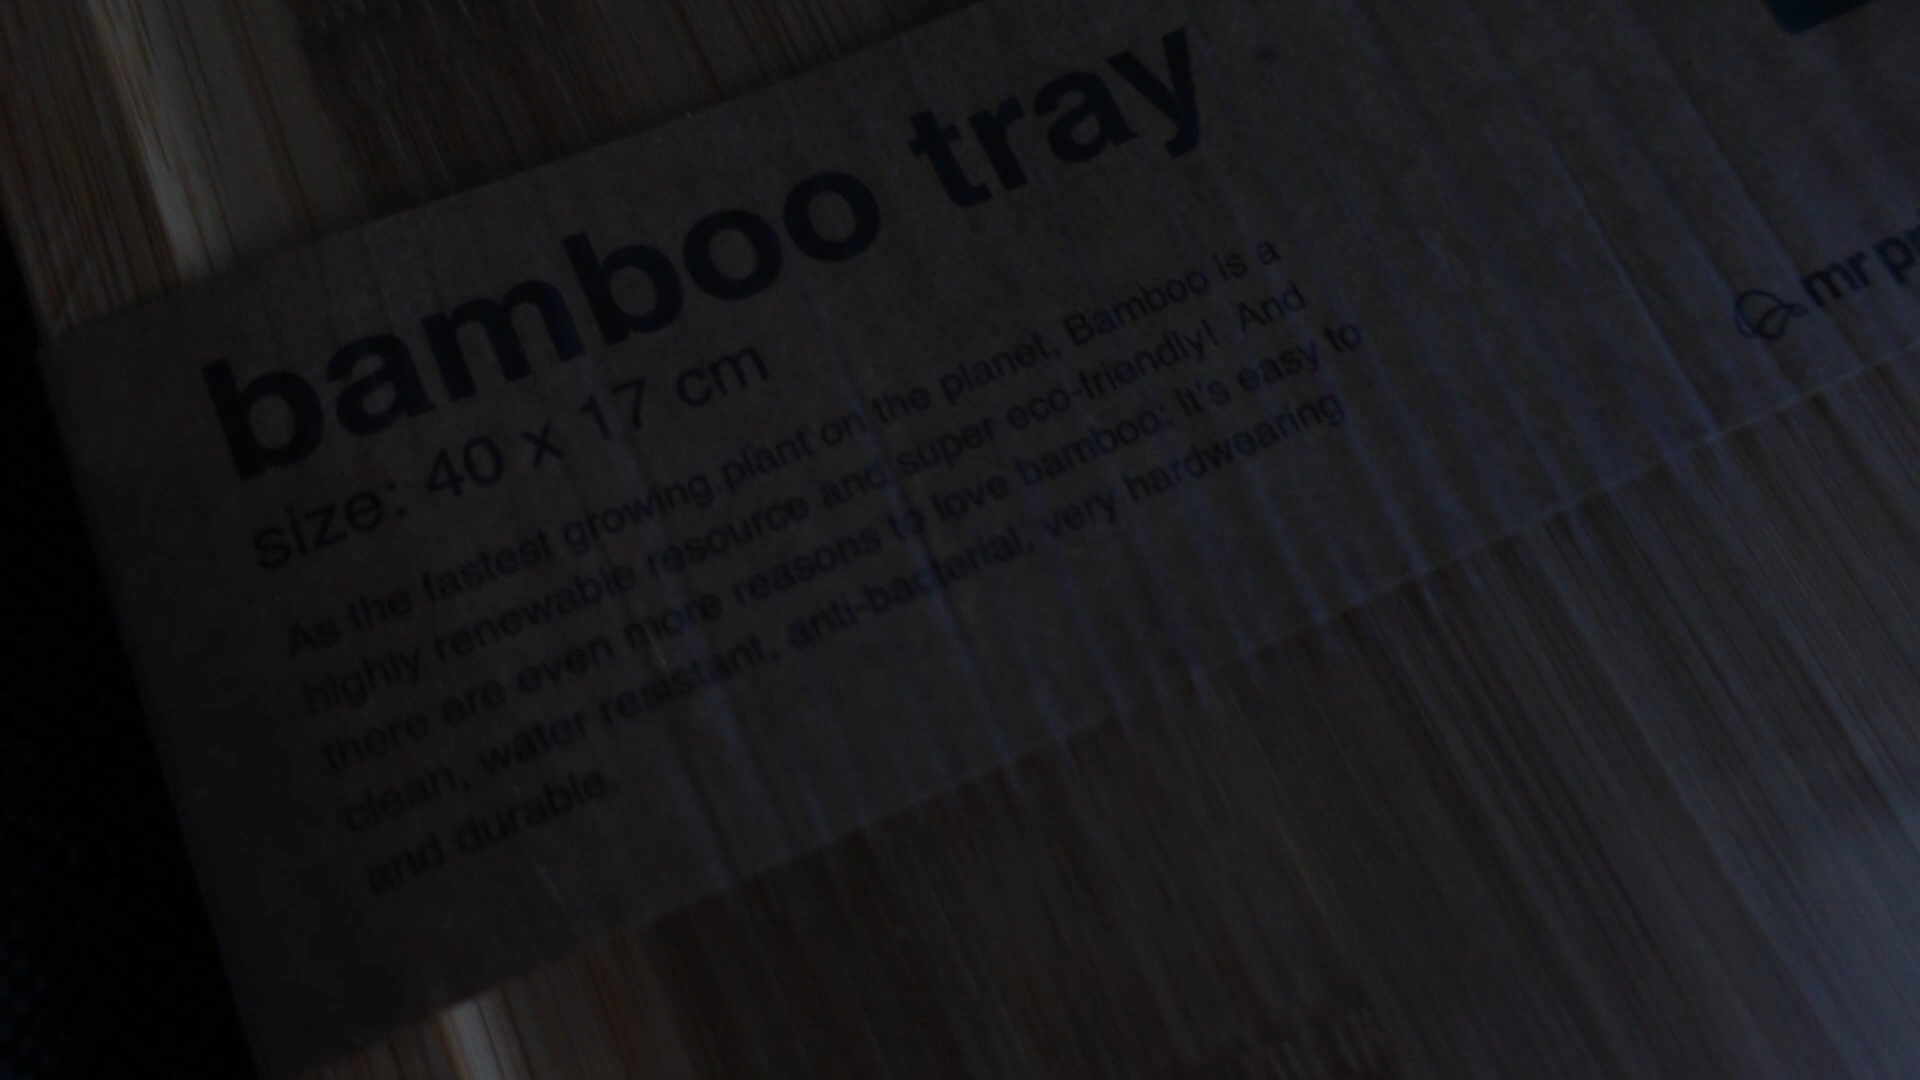 bamboo tray
size: 40 x 17 cm
As the fastest growing plant on the planet, Bamboo is a
highly renewable resource and super eco-friendly! And
there are even more reasons to love bamboo: it's easy to
clean, water resistant, anti-bacterial, very hardwearing
and durable.
mr